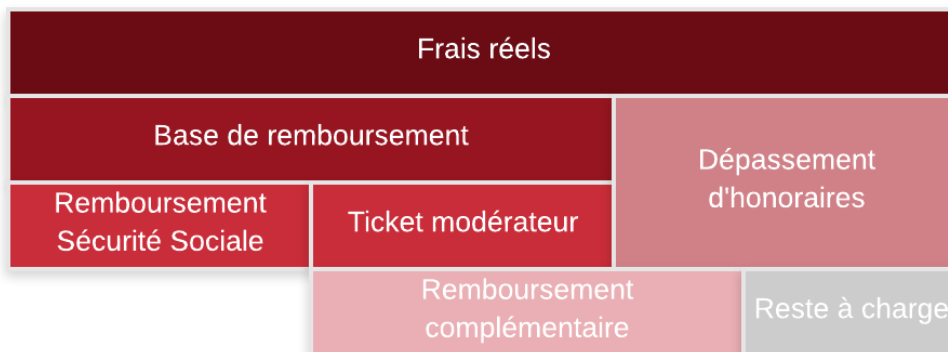 Frais réels
Base de remboursement
Dépassement
d'honoraires
Remboursement
Sécurité Sociale
Ticket modérateur
Remboursement
complémentaire
Reste à charge